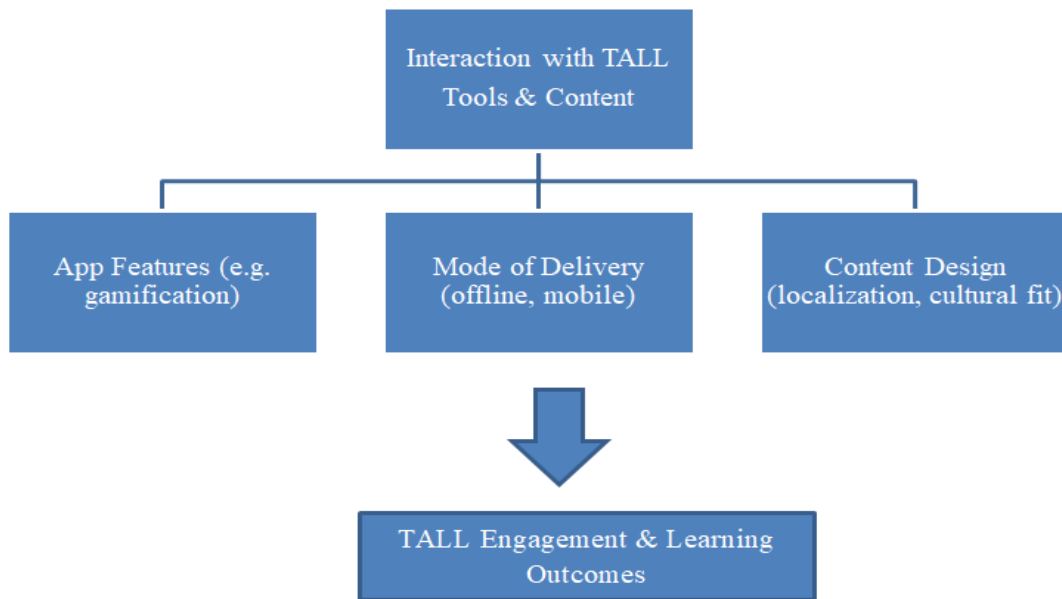 Interaction with TALL
Tools & Content
App Features (e.g.
gamification)
Mode of Delivery
(offline, mobile)
Content Design
(localization, cultural fit)
TALL Engagement & Learning
Outcomes